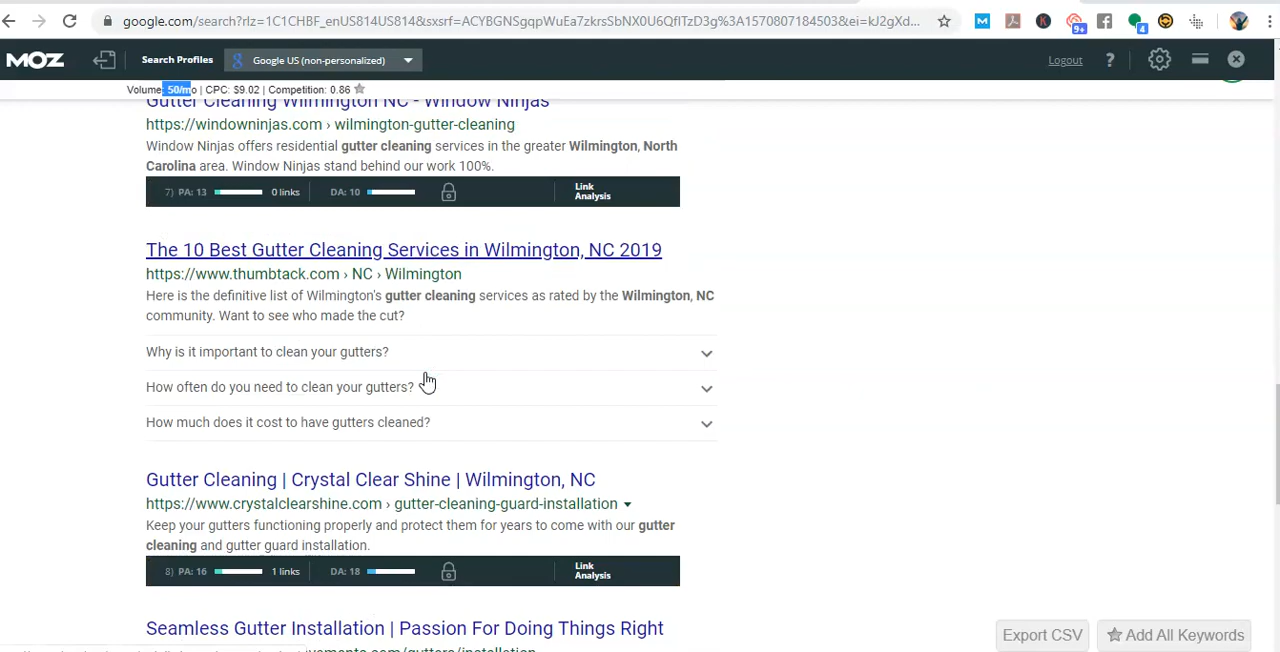 google.com/search?rlz=1C1CHBF_enUS814US814&sxsrf=ACYBGNSgqpWuEa7zkrsSbNX0U6QfITzD3g%3A1570807184503&ei=kJ2gXd...
9+
4
MOZ
Search Profiles
Google US (non-personalized)
Logout
?
Volume: 50/mo | CPC: $9.02 | Competition: 0.86
Gutter Cleaning Wilmington NC - Window Ninjas
https://windowninjas.com › wilmington-gutter-cleaning
Window Ninjas offers residential gutter cleaning services in the greater Wilmington, North
Carolina area. Window Ninjas stand behind our work 100%.
7) PA: 13 0 links DA: 10 Link Analysis
The 10 Best Gutter Cleaning Services in Wilmington, NC 2019
https://www.thumbtack.com › NC › Wilmington
Here is the definitive list of Wilmington's gutter cleaning services as rated by the Wilmington, NC
community. Want to see who made the cut?
Why is it important to clean your gutters?
How often do you need to clean your gutters?
How much does it cost to have gutters cleaned?
Gutter Cleaning | Crystal Clear Shine | Wilmington, NC
https://www.crystalclearshine.com › gutter-cleaning-guard-installation
Keep your gutters functioning properly and protect them for years to come with our gutter
cleaning and gutter guard installation.
8) PA: 16 1 links DA: 18 Link Analysis
Seamless Gutter Installation | Passion For Doing Things Right
Export CSV
Add All Keywords